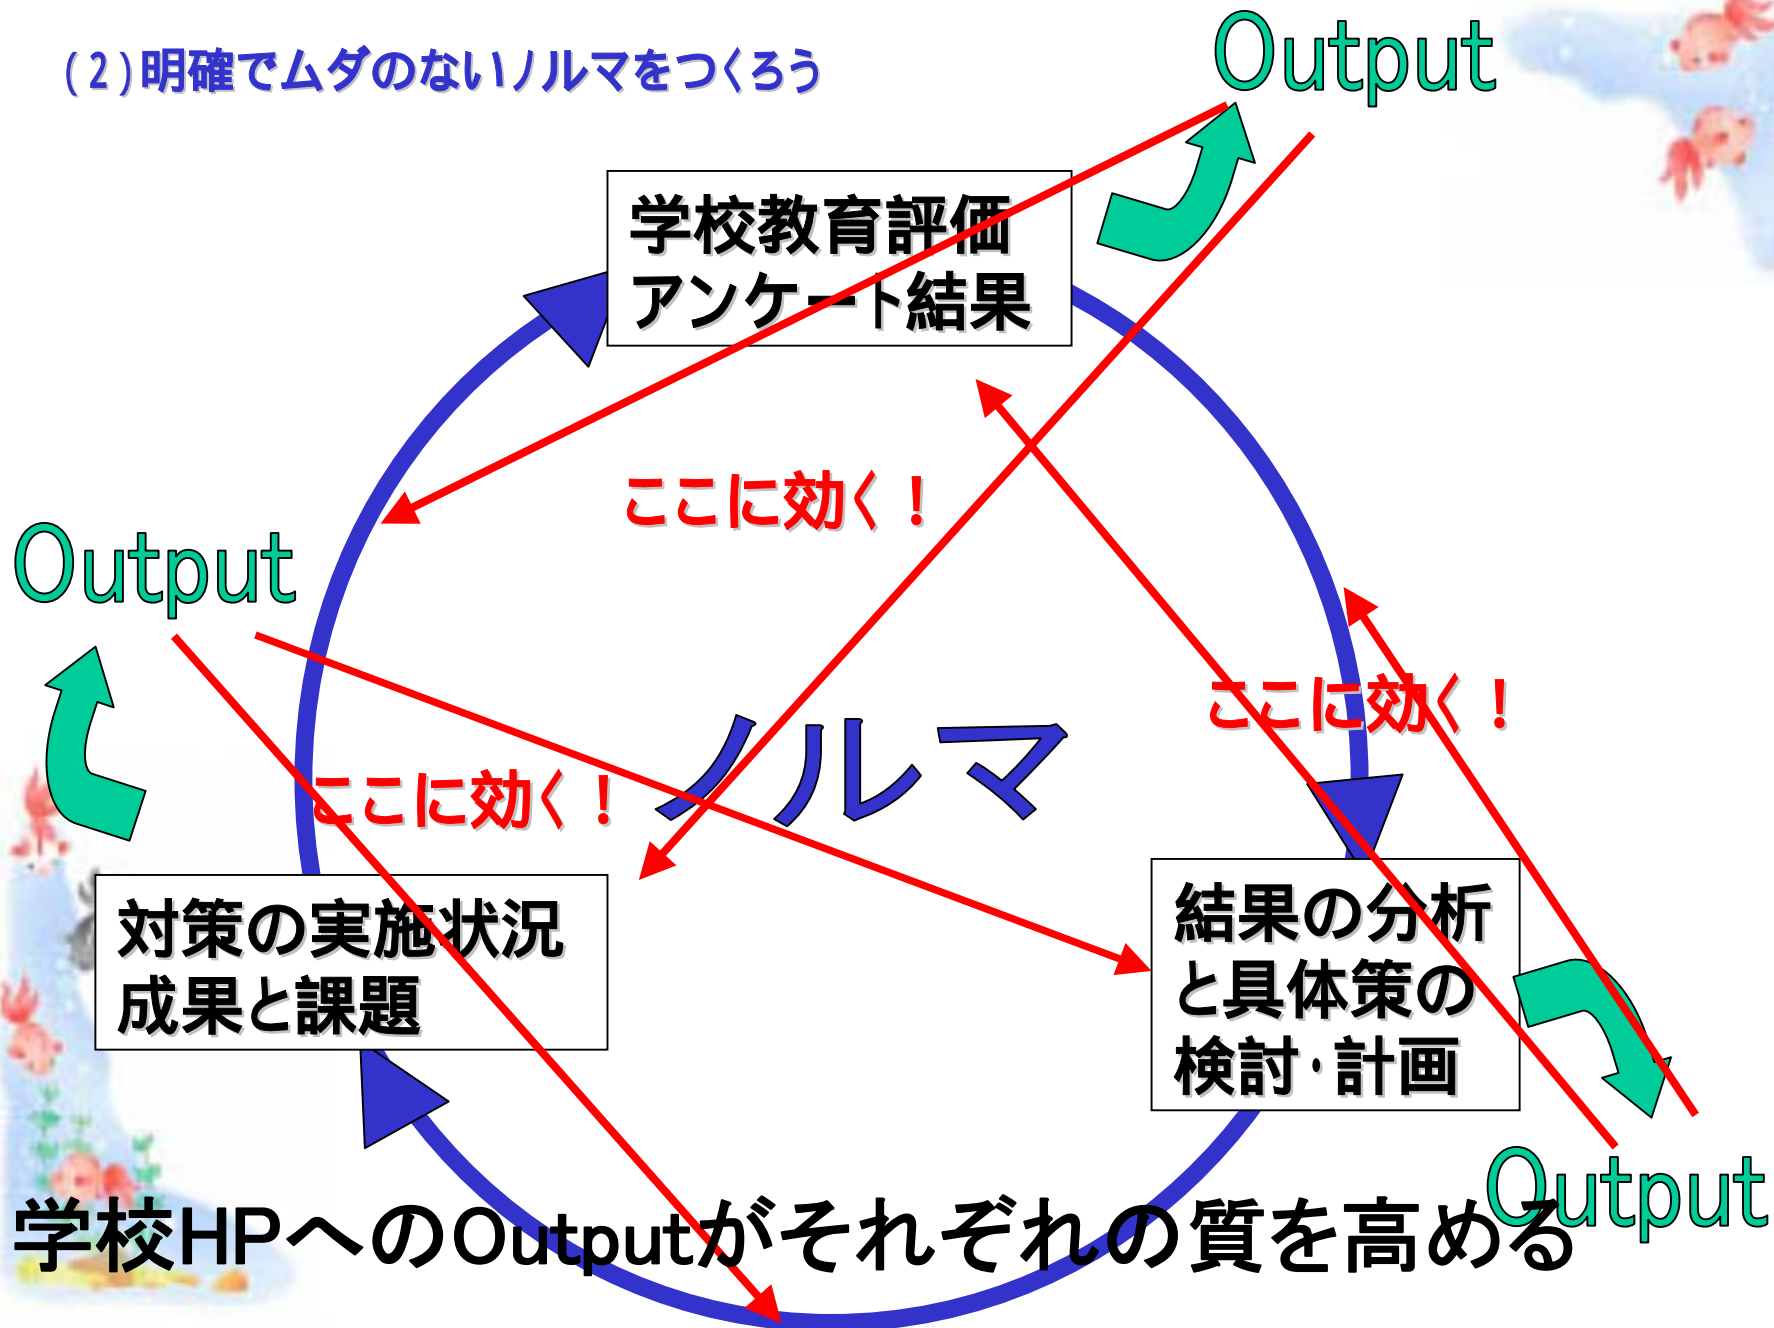 (2)明確でムダのないノルマをつくろう
Output
学校教育評価
アンケート結果
ここに効く!
Output
ここに効く!
ノルマ
ここに効く!
対策の実施状況
成果と課題
結果の分析
と具体策の
検討・計画
Output
学校HPへのOutputがそれぞれの質を高める